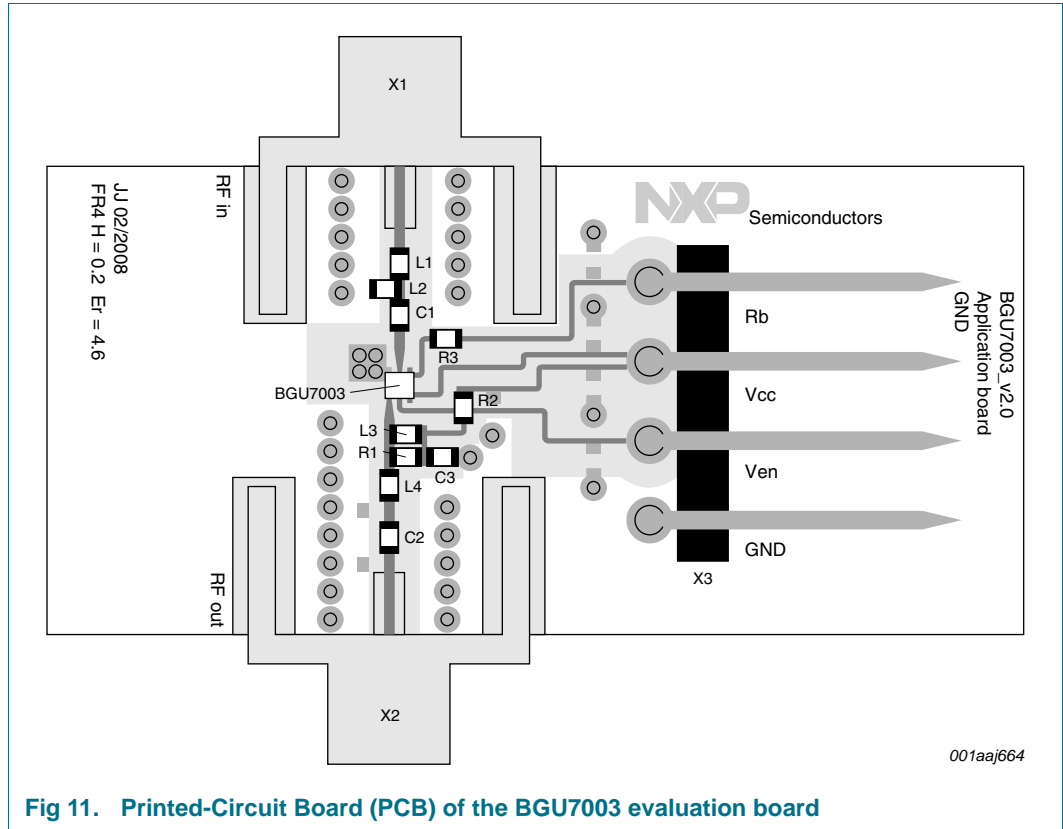 X1
JJ 02/2008
FR4 H = 0.2 Er = 4.6
RF in
NXP
Semiconductors
L1
L2
C1
R3
BGU7003
R2
L3
R1
C3
L4
C2
Rb
Vcc
Ven
GND
X3
BGU7003_v2.0
Application board
GND
RF out
X2
001aaj664
Fig 11. Printed-Circuit Board (PCB) of the BGU7003 evaluation board